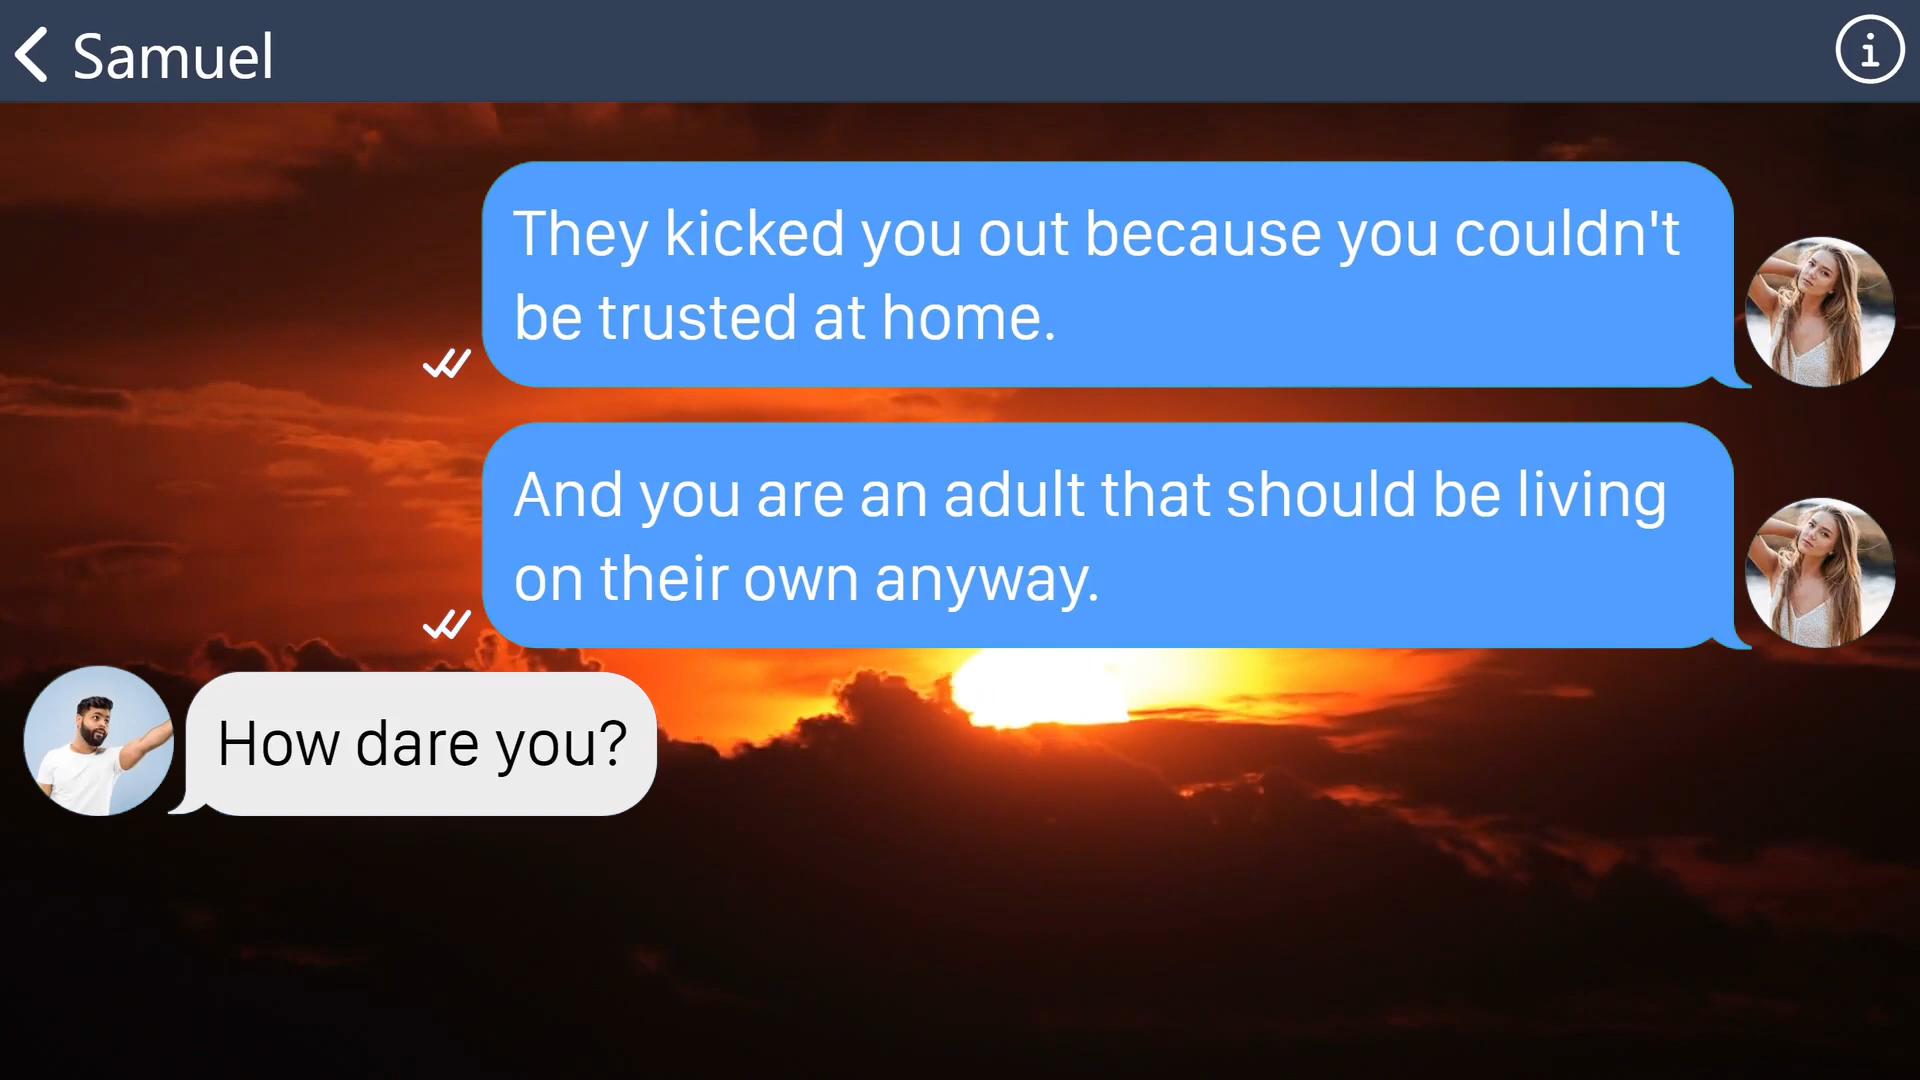 Samuel
They kicked you out because you couldn't
be trusted at home.
And you are an adult that should be living
on their own anyway.
How dare you?